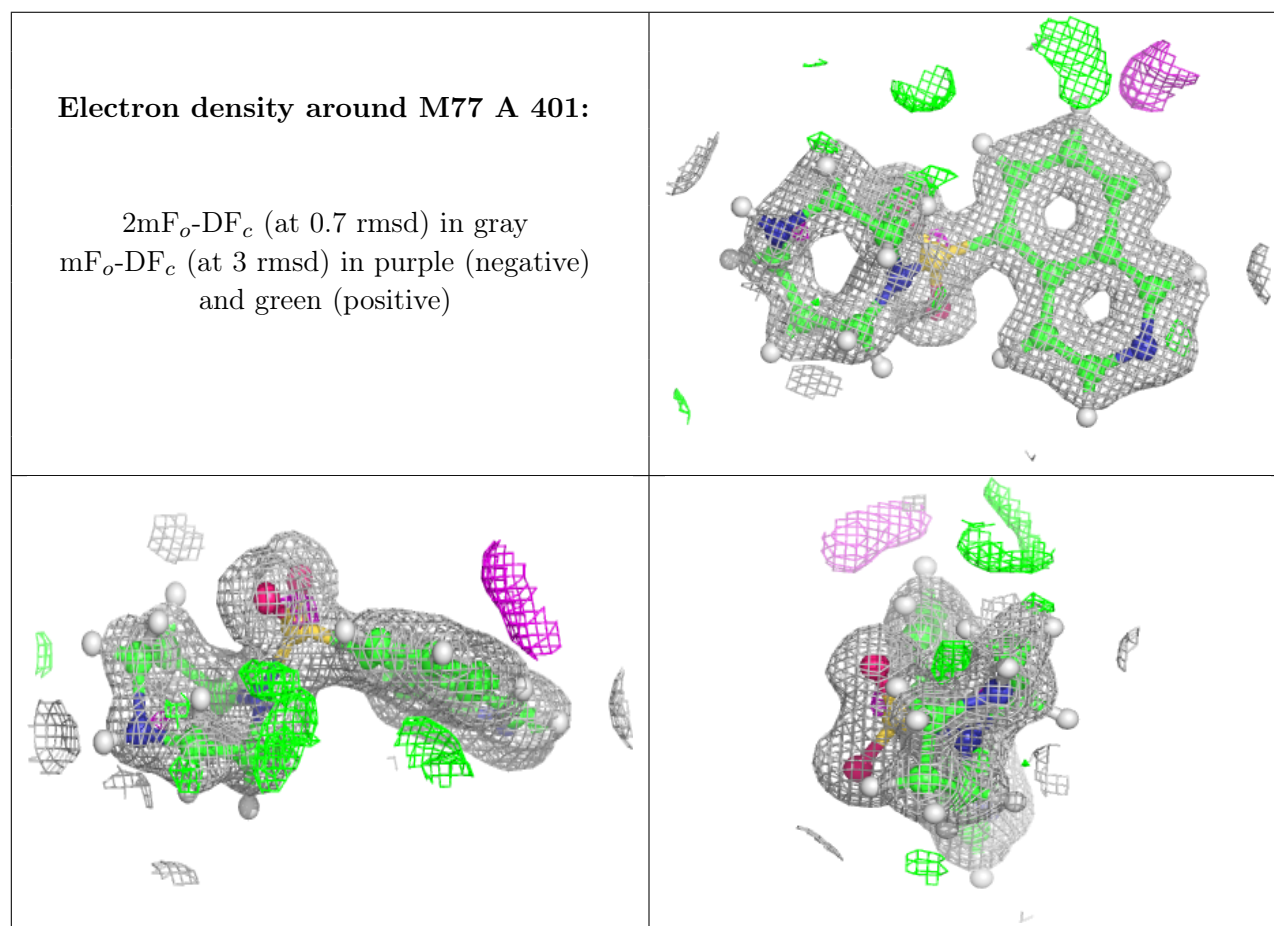 Electron density around M77 A 401:
2mFo-DFc (at 0.7 rmsd) in gray
mFo-DFc (at 3 rmsd) in purple (negative)
and green (positive)